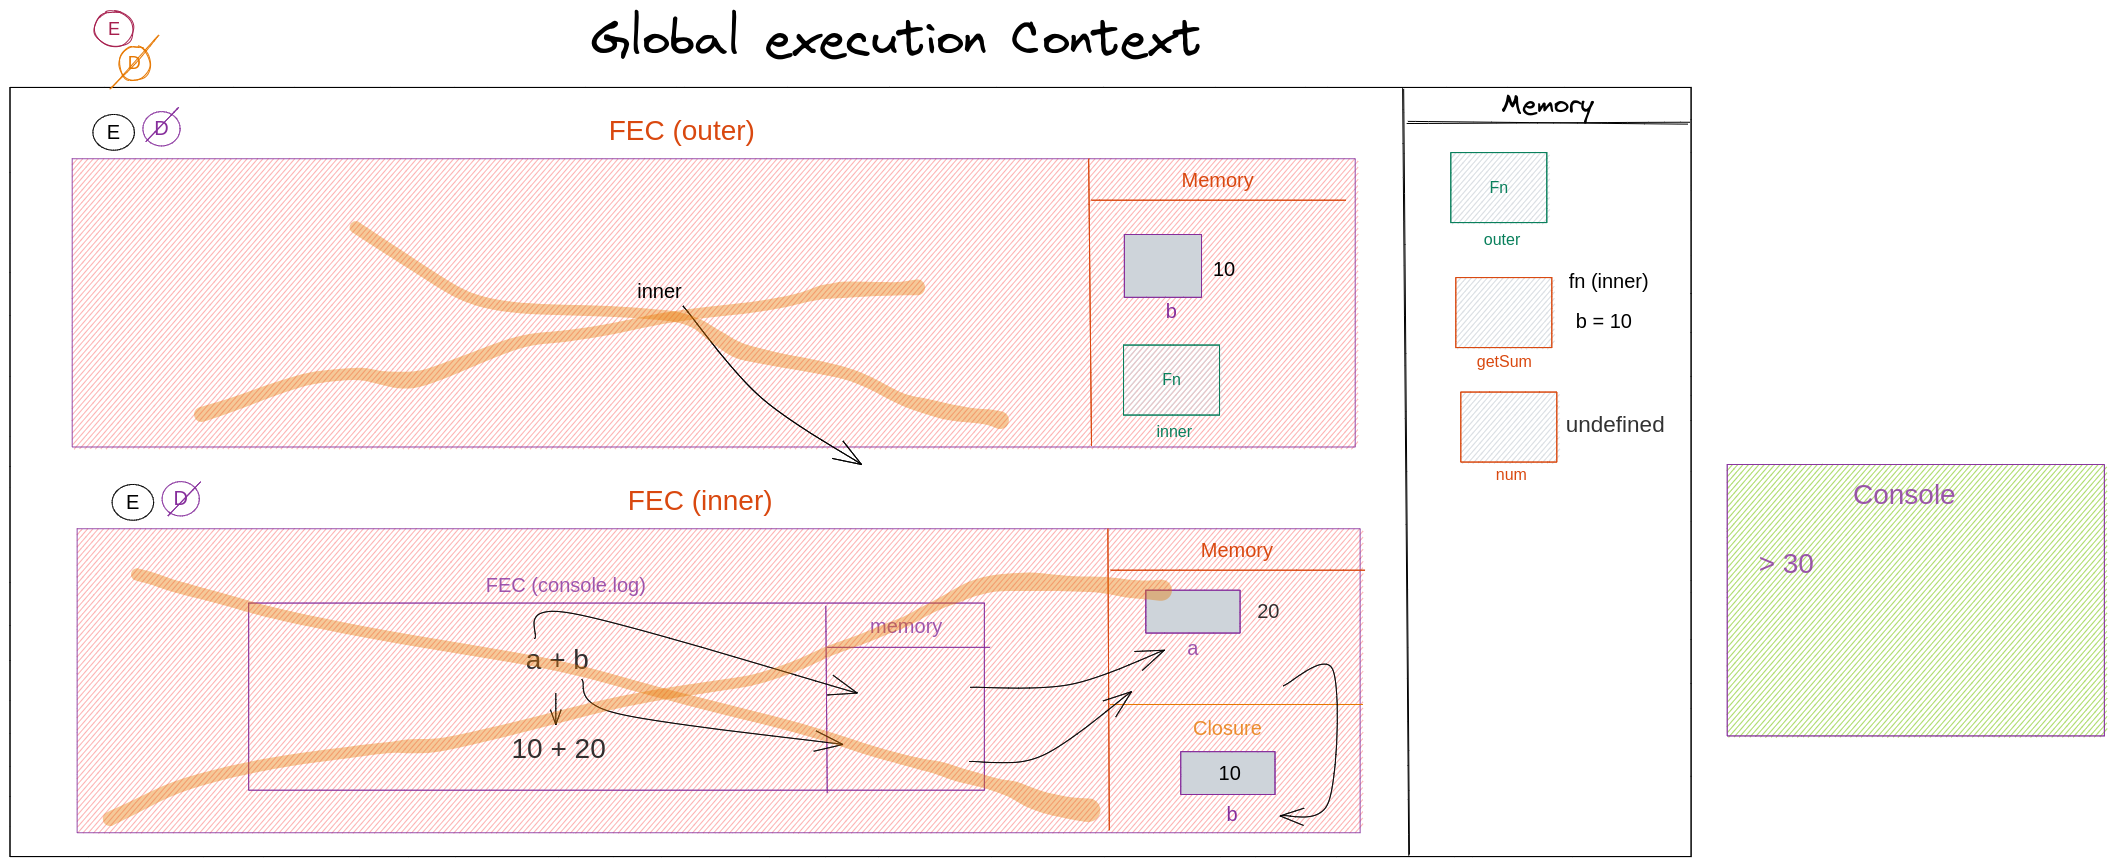 E
D
Global execution Context
Memory
E
D
FEC (outer)
Memory
inner
10
b
Fn
inner
Fn
outer
fn (inner)
b = 10
getSum
undefined
num
E
D
FEC (inner)
Memory
FEC (console.log)
memory
a + b
10 + 20
20
a
Closure
10
b
Console
> 30